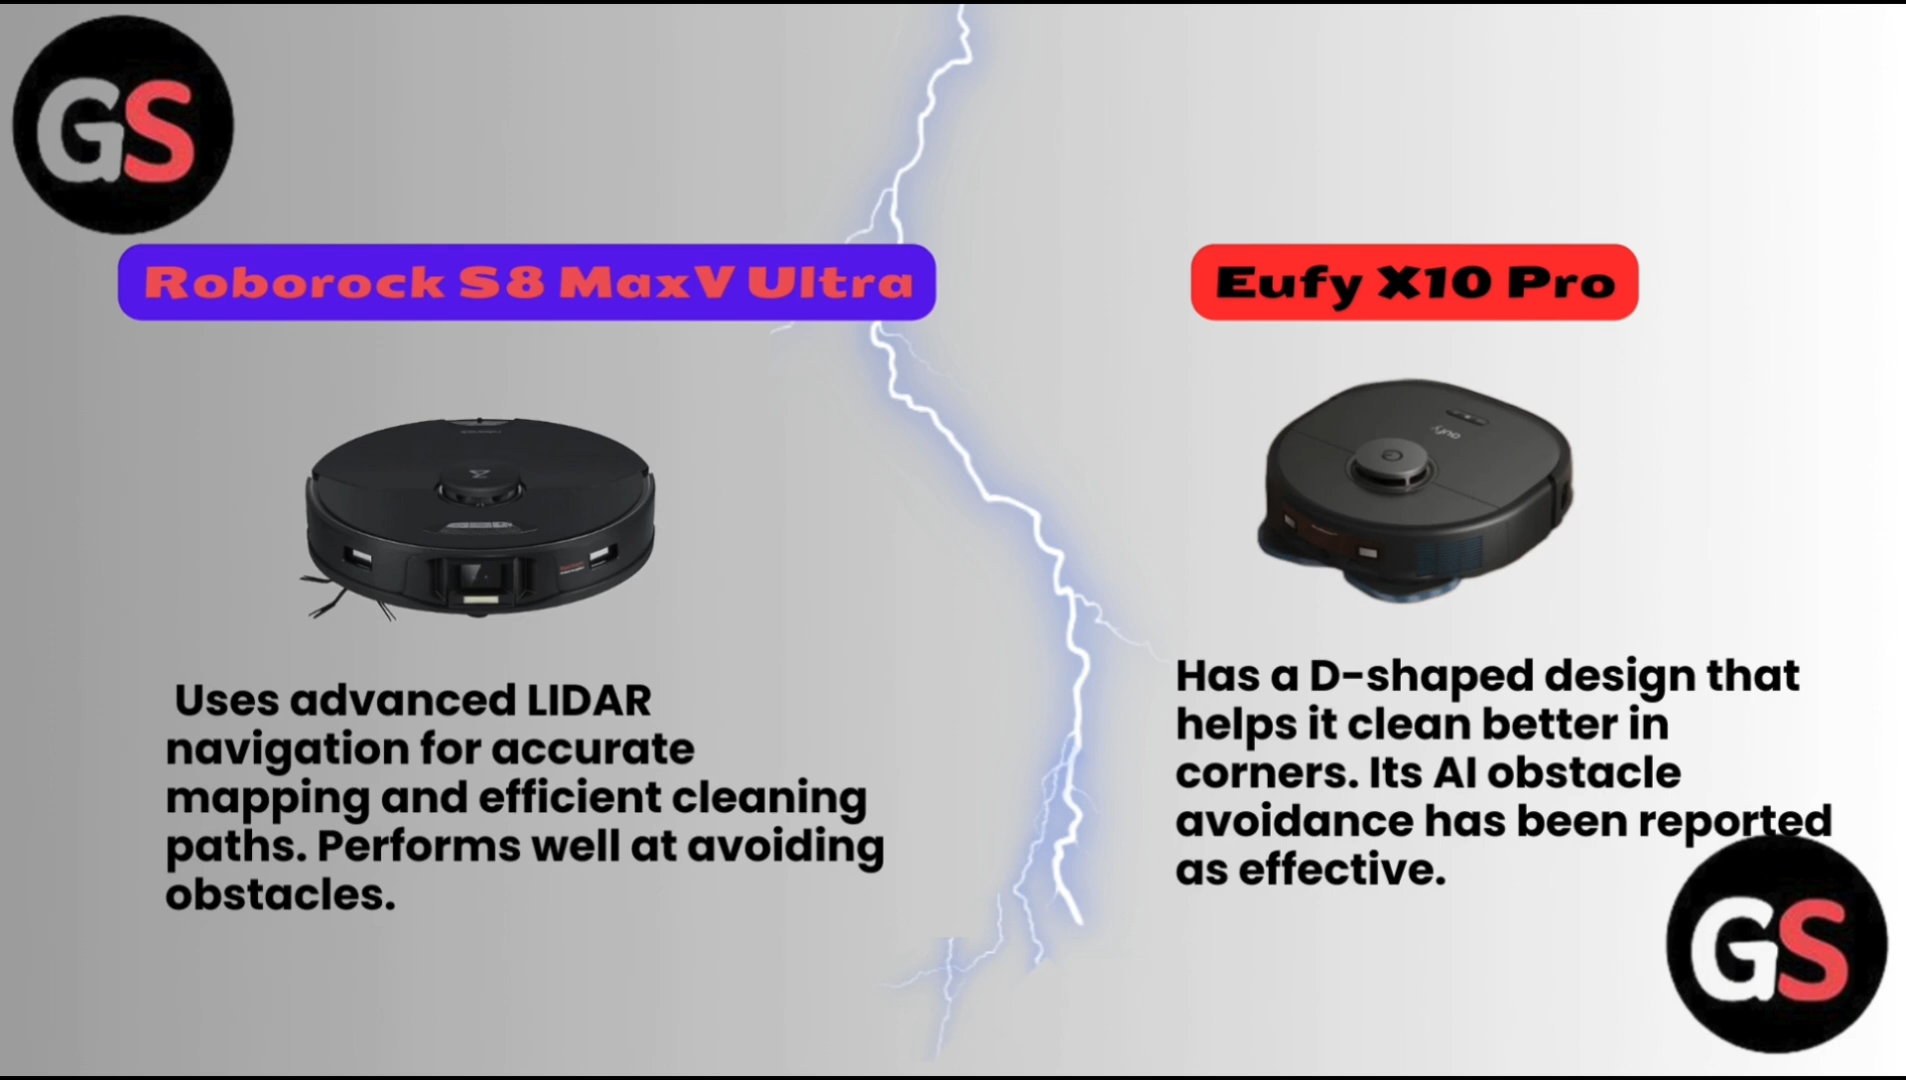 GS
Roborock S8 MaxV Ultra
Eufy X10 Pro
eufy
Uses advanced LIDAR
navigation for accurate
mapping and efficient cleaning
paths. Performs well at avoiding
obstacles.
Has a D-shaped design that
helps it clean better in
corners. Its AI obstacle
avoidance has been reported
as effective.
GS